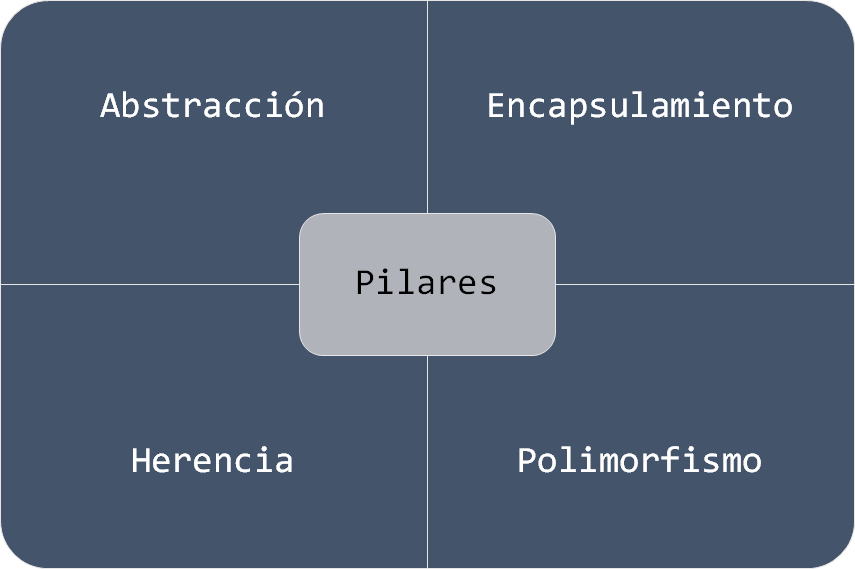 Abstracción
Encapsulamiento
Pilares
Herencia
Polimorfismo